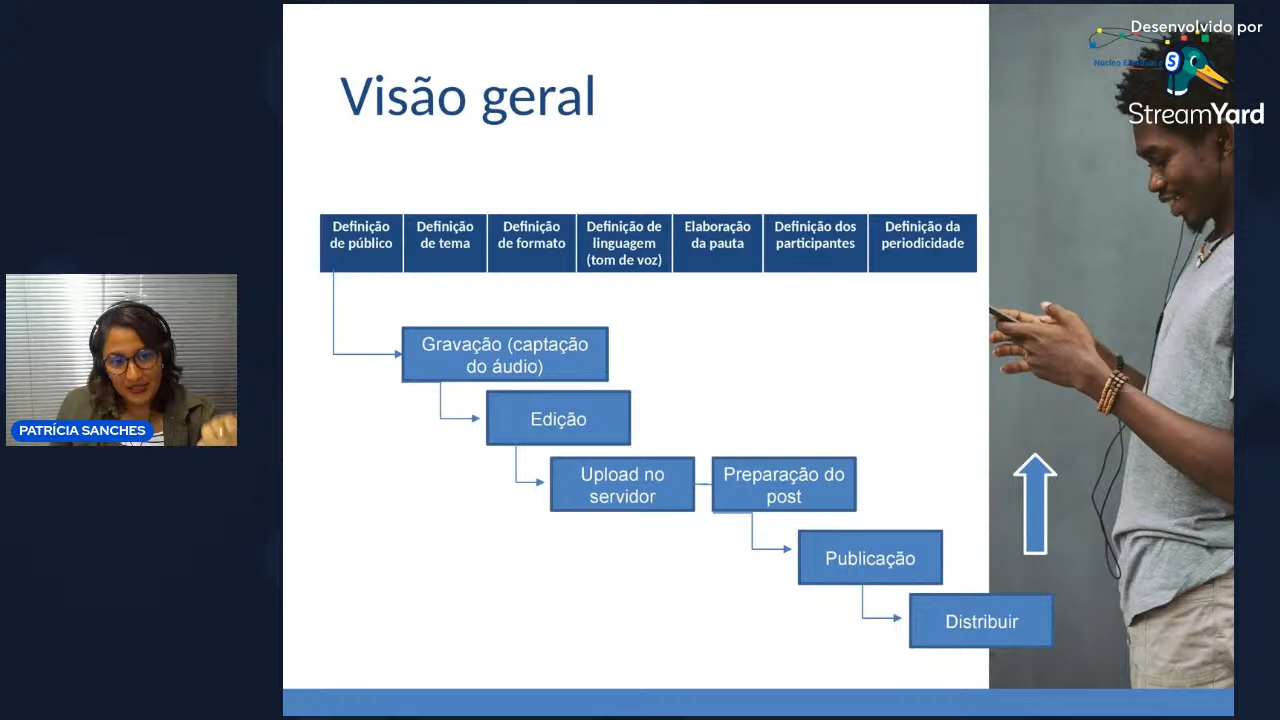 Desenvolvido por
StreamYard
Núcleo
Visão geral
Definição de público
Definição de tema
Definição de formato
Definição de linguagem (tom de voz)
Elaboração da pauta
Definição dos participantes
Definição da periodicidade
Gravação (captação
do áudio)
Edição
Upload no
servidor
Preparação do
post
Publicação
Distribuir
PATRÍCIA SANCHES